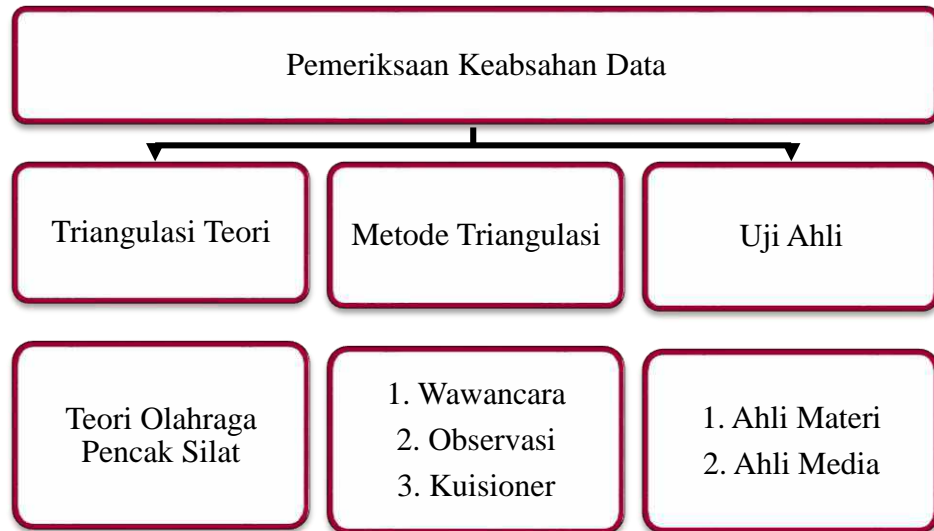 Pemeriksaan Keabsahan Data
Triangulasi Teori
Metode Triangulasi
Uji Ahli
Teori Olahraga
Pencak Silat
1. Wawancara
2. Observasi
3. Kuisioner
1. Ahli Materi
2. Ahli Media